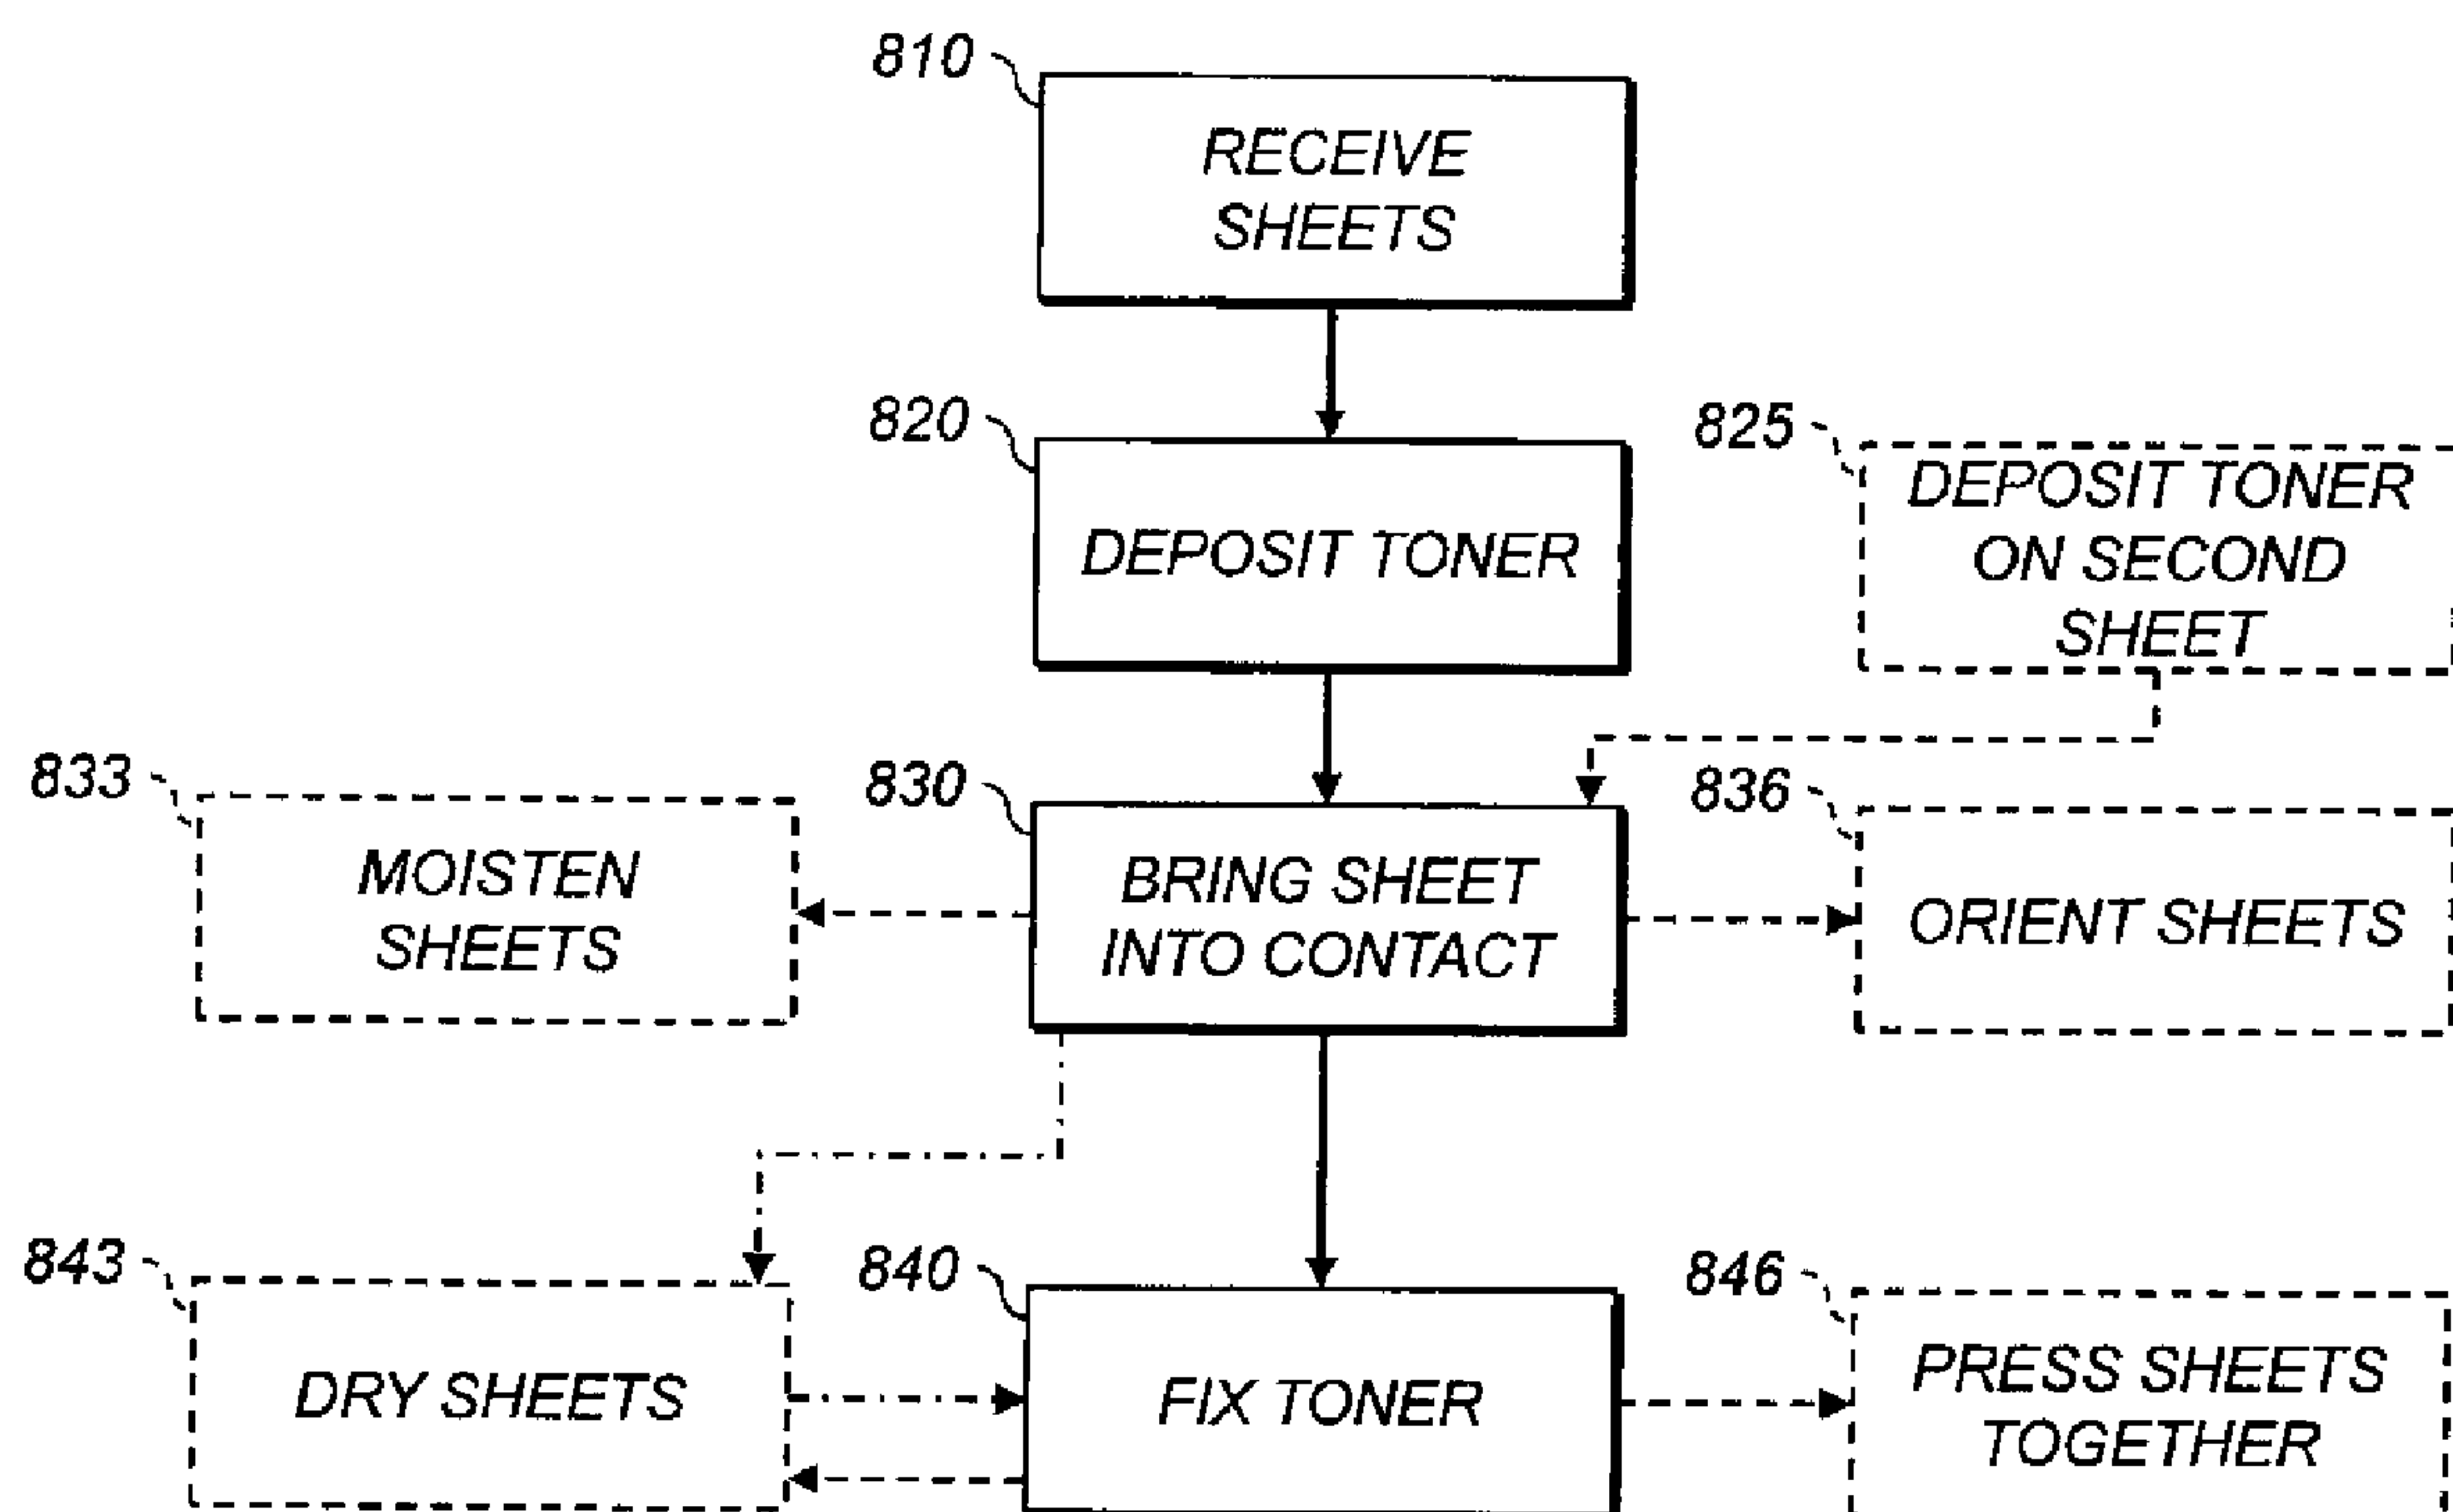 810
RECEIVE
SHEETS
820
DEPOSIT TONER
825
DEPOSIT TONER
ON SECOND
SHEET
833
MOISTEN
SHEETS
830
BRING SHEET
INTO CONTACT
836
ORIENT SHEETS
843
DRY SHEETS
840
FIX TONER
846
PRESS SHEETS
TOGETHER